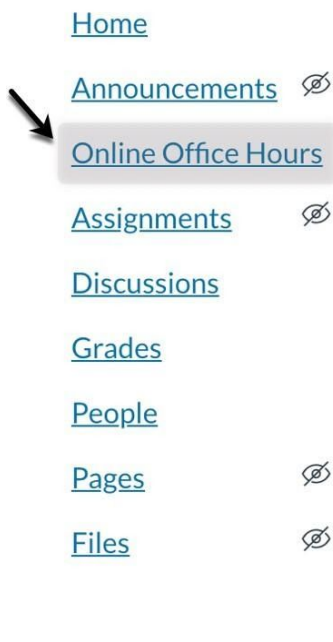 Home
Announcements
Online Office Hours
Assignments
Discussions
Grades
People
Pages
Files